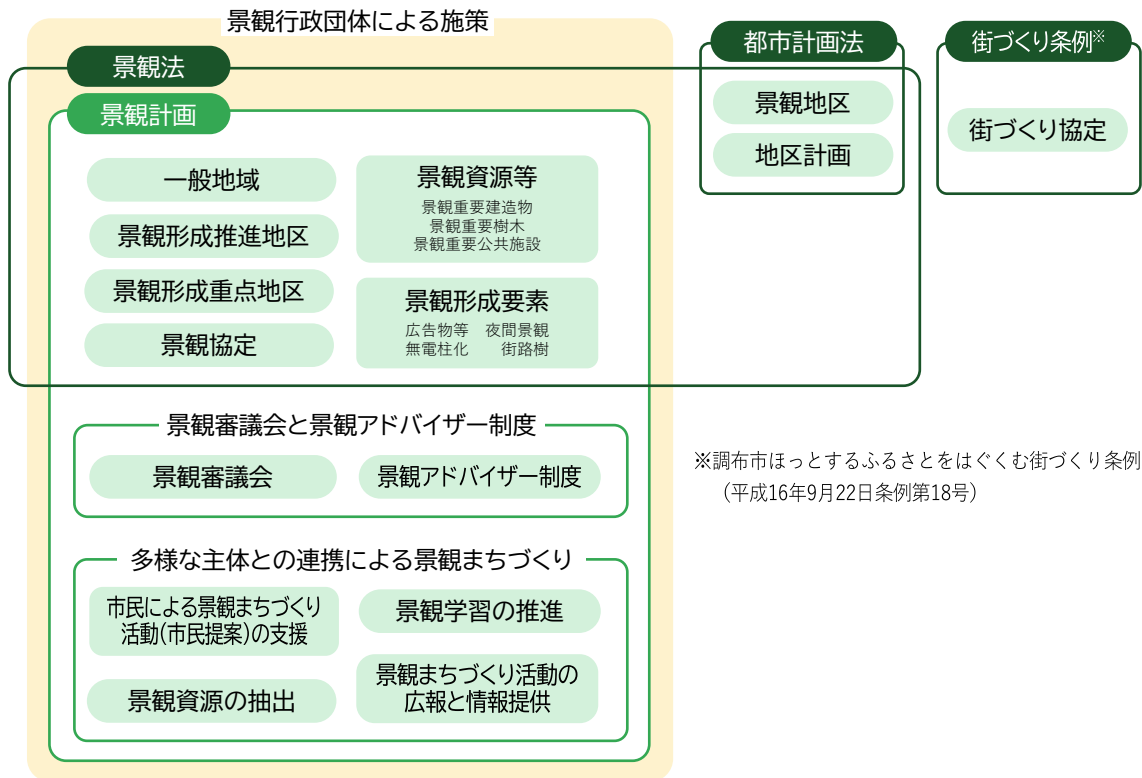 景観行政団体による施策
景観法
景観計画
一般地域
景観形成推進地区
景観形成重点地区
景観協定
景観資源等
景観重要建造物
景観重要樹木
景観重要公共施設
景観形成要素
広告物等 夜間景観
無電柱化 街路樹
景観審議会と景観アドバイザー制度
景観審議会
景観アドバイザー制度
多様な主体との連携による景観まちづくり
市民による景観まちづくり
活動(市民提案)の支援
景観学習の推進
景観資源の抽出
景観まちづくり活動の
広報と情報提供
都市計画法
景観地区
地区計画
街づくり条例※
街づくり協定
※調布市ほっとするふるさとをはぐくむ街づくり条例
（平成16年9月22日条例第18号）